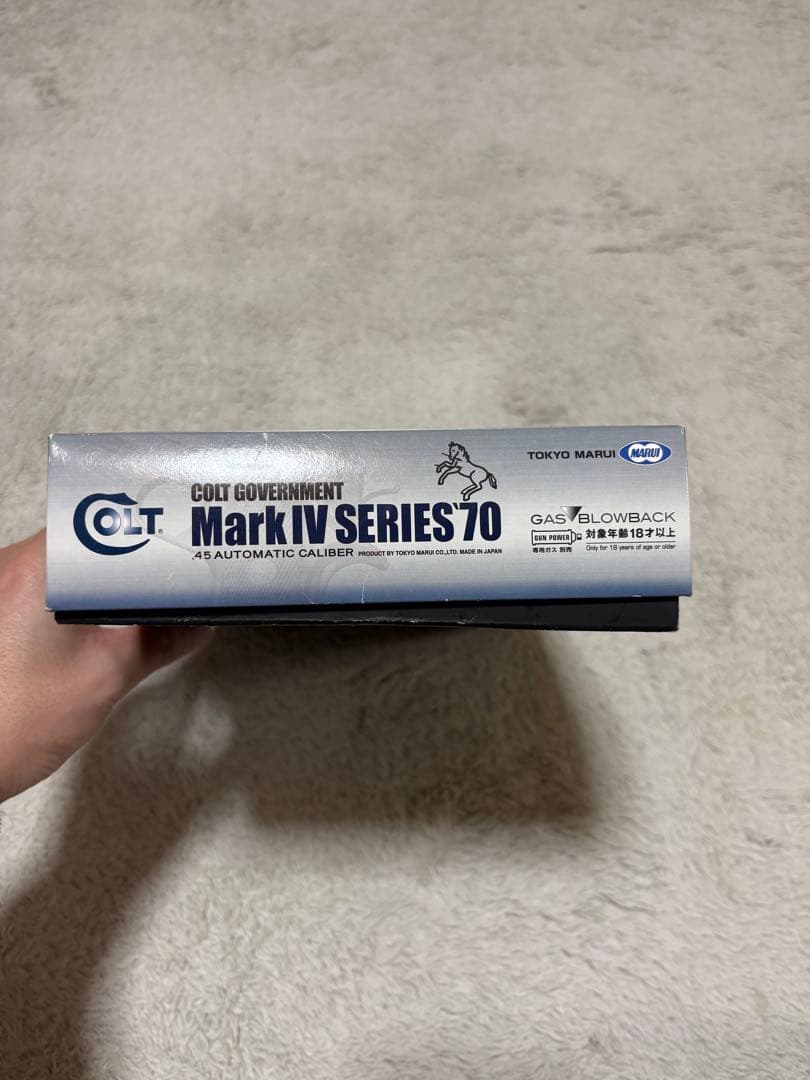 COLT®
COLT GOVERNMENT
Mark IV SERIES'70
.45 AUTOMATIC CALIBER PRODUCT BY TOKYO MARUI CO.,LTD. MADE IN JAPAN
TOKYO MARUI MARUI
GAS BLOWBACK
GUN POWER 対象年齢18才以上
専用ガス 別売 Only for 18 years of age or older